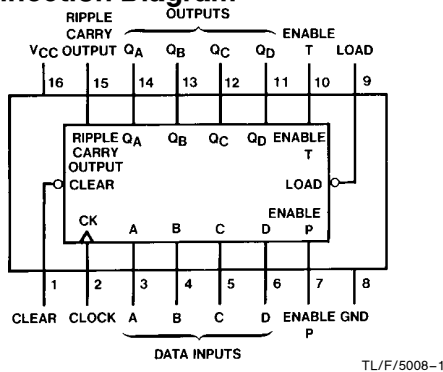 nnection Diagram
OUTPUTS
RIPPLE
CARRY
OUTPUT
ENABLE
T
VCC QA QB QC QD LOAD
16 15 14 13 12 11 10 9
RIPPLE
CARRY
OUTPUT
QA QB QC QD ENABLE
T
CLEAR LOAD
CK
ENABLE
P
A B C D
1 2 3 4 5 6 7 8
CLEAR CLOCK A B C D ENABLE
P
GND
DATA INPUTS
TL/F/5008–1